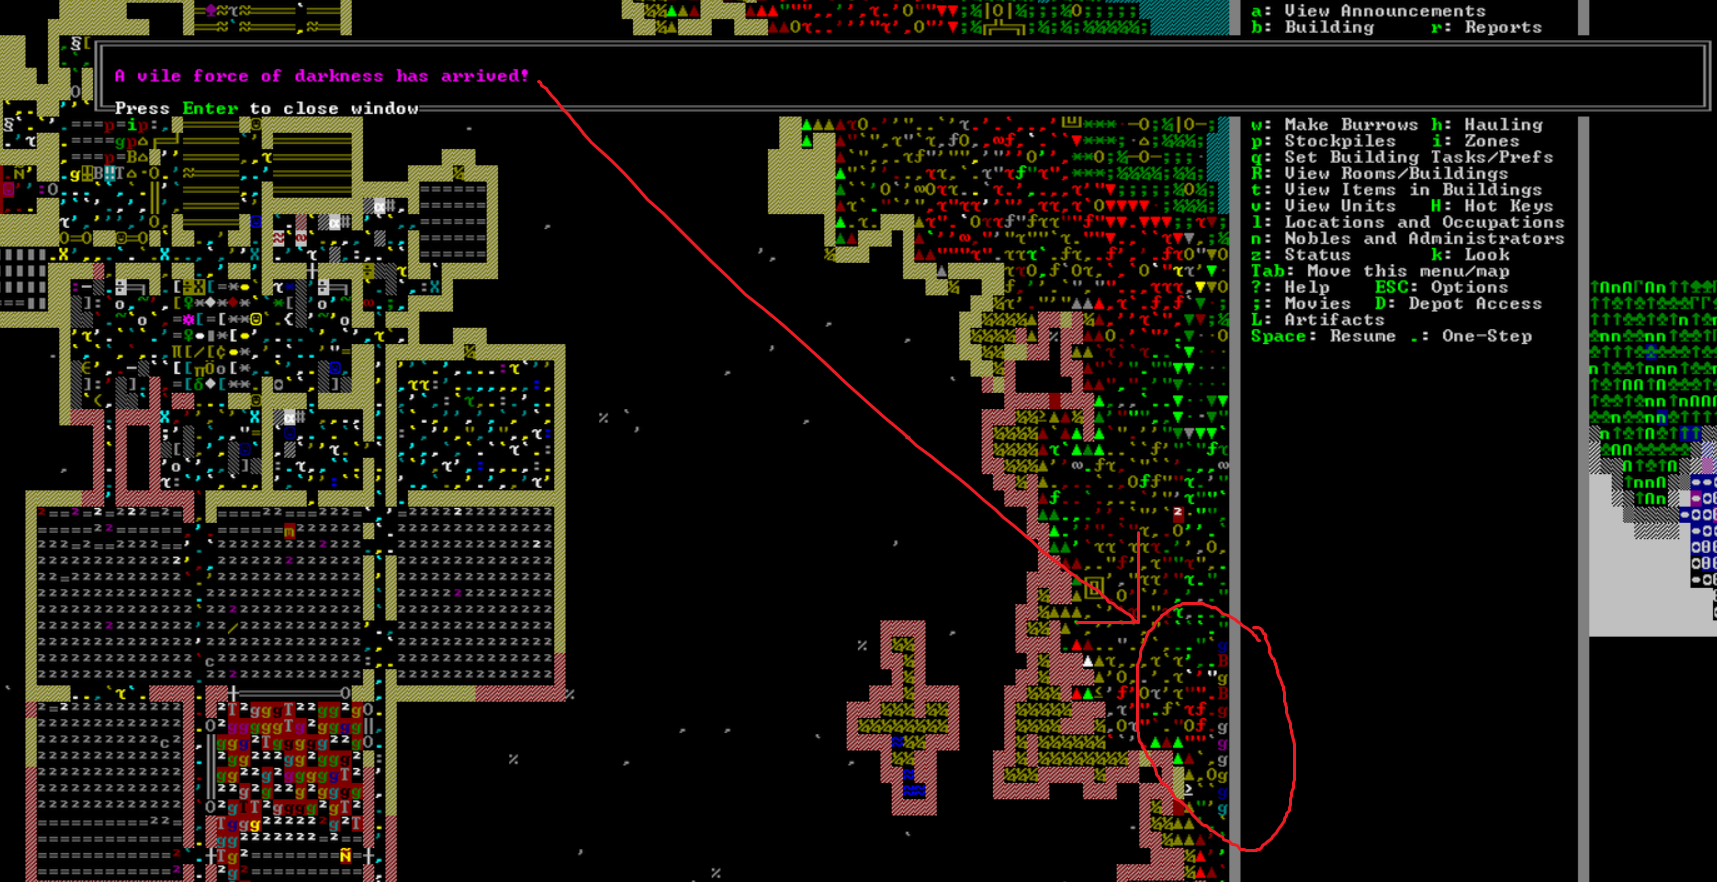 a: View Announcements
b: Building r: Reports
A vile force of darkness has arrived!
Press Enter to close window
w: Make Burrows h: Hauling
p: Stockpiles i: Zones
q: Set Building Tasks/Prefs
R: View Rooms/Buildings
t: View Items in Buildings
v: View Units H: Hot Keys
l: Locations and Occupations
n: Nobles and Administrators
z: Status k: Look
Tab: Move this menu/map
?: Help ESC: Options
;: Movies D: Depot Access
L: Artifacts
Space: Resume .: One-Step